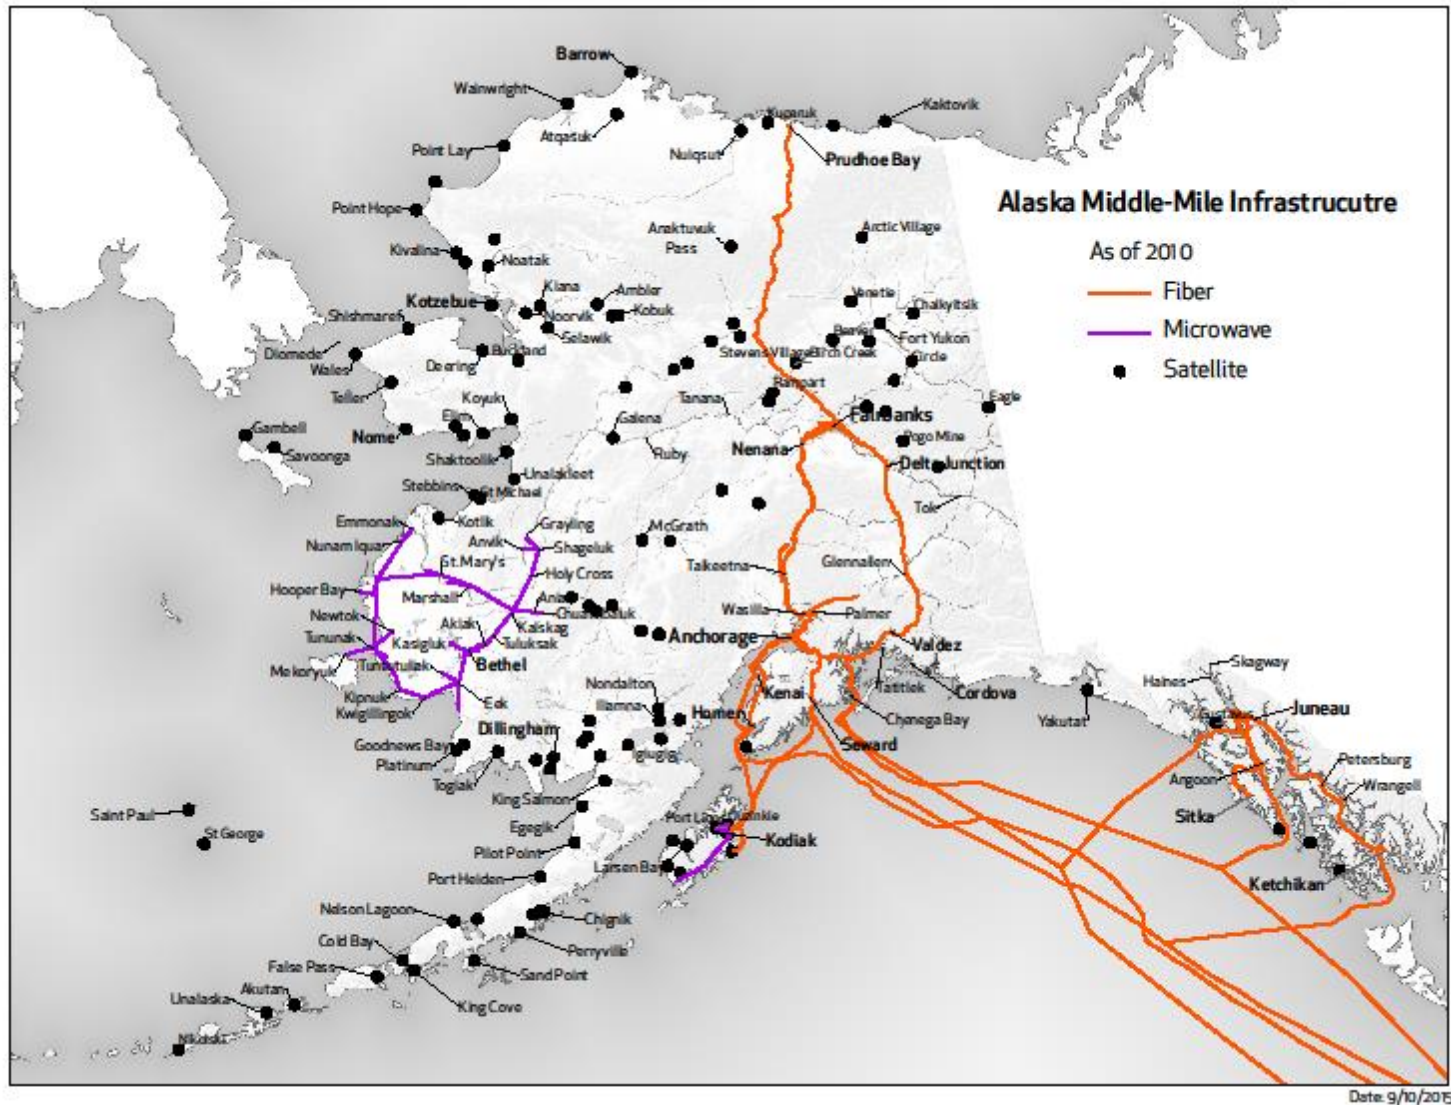 Barrow
Wainwright
Atqasuk
Kuparuk
Kaktovik
Point Lay
Nuiqsut
Prudhoe Bay
Alaska Middle-Mile Infrastrucutre
As of 2010
Fiber
Microwave
Satellite
Point Hope
Anaktuvuk
Pass
Arctic Village
Kivalina
Noatak
Kotzebue
Kiana
Ambler
Kobuk
Noorvik
Selawik
Venetie
Chalkyitsik
Shishmaref
Beaver
Fort Yukon
Diomede
Wales
Deering
Buckland
Stevens Village
Birch Creek
Circle
Teller
Koyuk
Rampart
Tanana
Eagle
Elim
Galena
Fairbanks
Gambell
Nome
Savoonga
Ruby
Nenana
Pogo Mine
Shaktoolik
Delta Junction
Unalakleet
Stebbins
St Michael
Tok
Emmonak
Kotlik
Grayling
McGrath
Nunam Iqua
Anvik
Shageluk
St. Mary's
Holy Cross
Talkeetna
Glennallen
Hooper Bay
Marshall
Wasilla
Palmer
Newtok
Akiak
Kalskag
Tununak
Kasigluk
Tuluksak
Anchorage
Valdez
Mekoryuk
Tuntutuliak
Bethel
Skagway
Haines
Kipnuk
Eek
Nondalton
Kenai
Tatitlek
Cordova
Kwigillingok
Iliamna
Homer
Chenega Bay
Yakutat
Juneau
Dillingham
Seward
Goodnews Bay
Igiugig
Platinum
Petersburg
Togiak
Angoon
Wrangell
King Salmon
Saint Paul
Egegik
Sitka
St George
Kodiak
Pilot Point
Larsen Bay
Port Heiden
Ketchikan
Nelson Lagoon
Chignik
Cold Bay
Perryville
False Pass
Sand Point
Akutan
Unalaska
King Cove
Nikolski